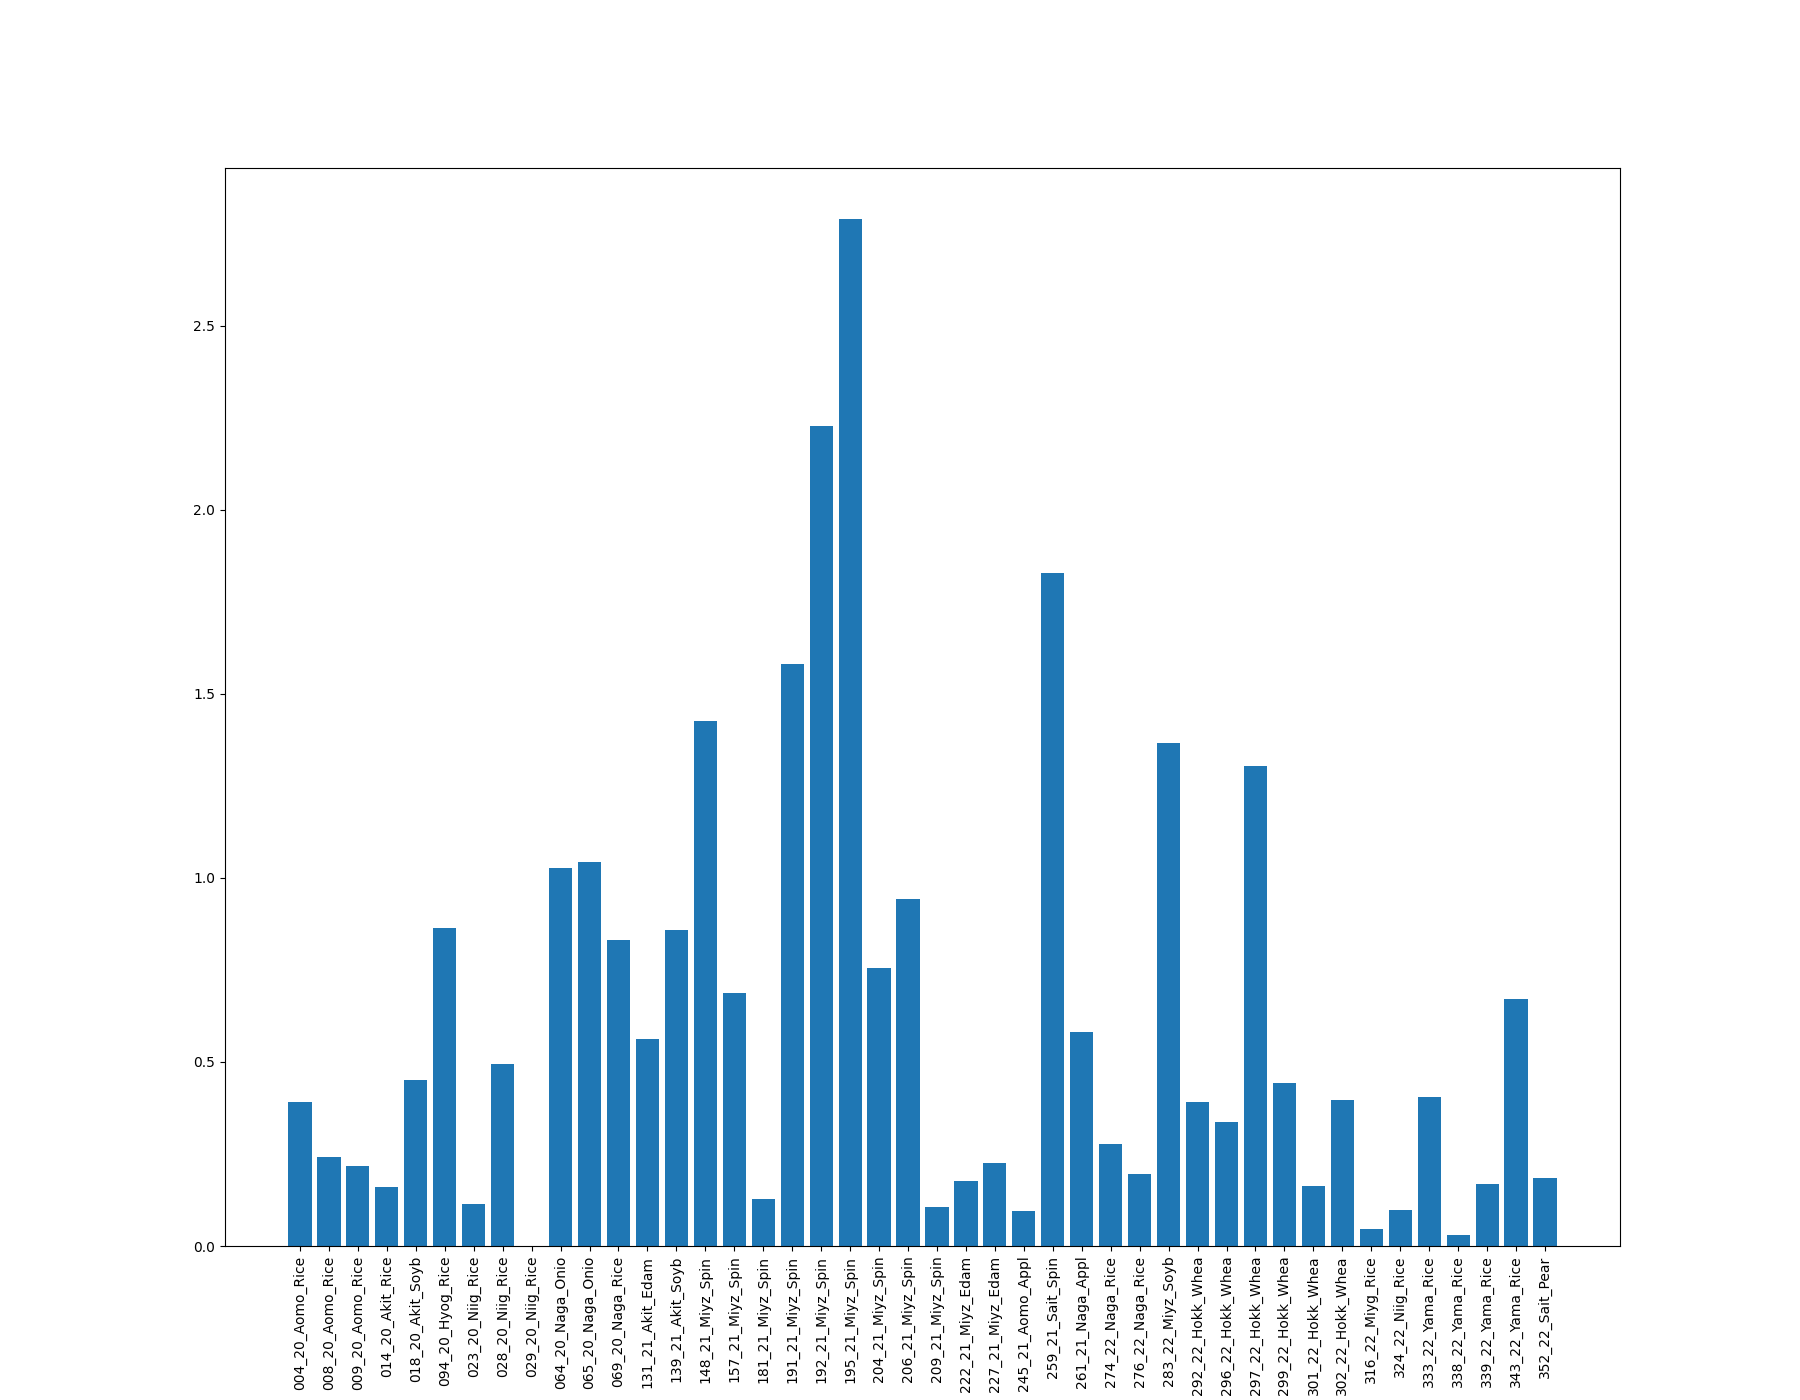 2.5
2.0
1.5
1.0
0.5
0.0
004_20_Aomo_Rice
008_20_Aomo_Rice
009_20_Aomo_Rice
014_20_Akit_Rice
018_20_Akit_Soyb
094_20_Hyog_Rice
023_20_Niig_Rice
028_20_Niig_Rice
029_20_Niig_Rice
064_20_Naga_Onio
065_20_Naga_Onio
069_20_Naga_Rice
131_21_Akit_Edam
139_21_Akit_Soyb
148_21_Miyz_Spin
157_21_Miyz_Spin
181_21_Miyz_Spin
191_21_Miyz_Spin
192_21_Miyz_Spin
195_21_Miyz_Spin
204_21_Miyz_Spin
206_21_Miyz_Spin
209_21_Miyz_Spin
222_21_Miyz_Edam
227_21_Miyz_Edam
245_21_Aomo_Appl
259_21_Sait_Spin
261_21_Naga_Appl
274_22_Naga_Rice
276_22_Naga_Rice
283_22_Miyz_Soyb
292_22_Hokk_Whea
296_22_Hokk_Whea
297_22_Hokk_Whea
299_22_Hokk_Whea
301_22_Hokk_Whea
302_22_Hokk_Whea
316_22_Miyg_Rice
324_22_Niig_Rice
333_22_Yama_Rice
338_22_Yama_Rice
339_22_Yama_Rice
343_22_Yama_Rice
352_22_Sait_Pear